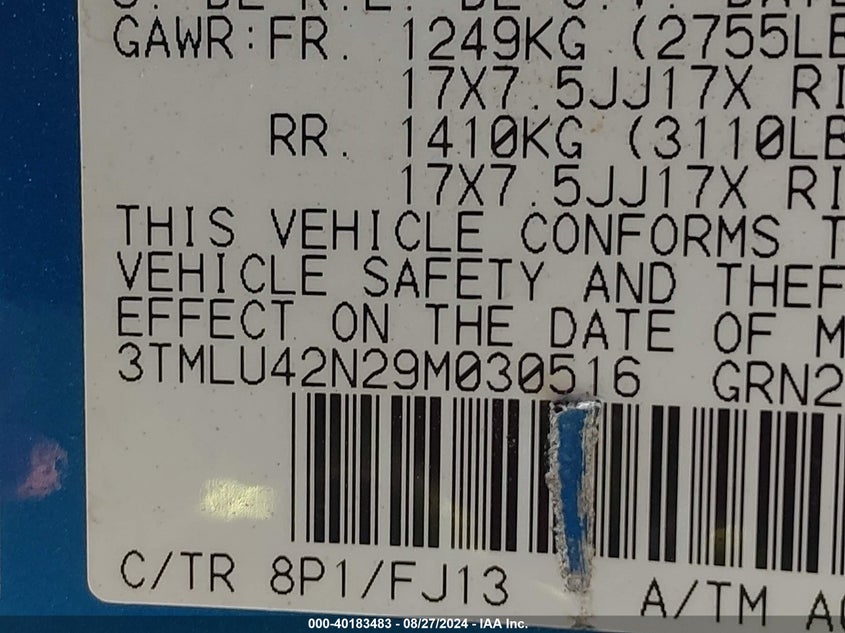 GAWR:FR. 1249KG (2755LB
17X7.5JJ17X RI
RR. 1410KG (3110LB
17X7.5JJ17X RI
THIS VEHICLE CONFORMS T
VEHICLE SAFETY AND THEF
EFFECT ON THE DATE OF M
3TMLU42N29M030516 GRN2
C/TR 8P1/FJ13
A/TM
000-40183483 - 08/27/2024 - IAA Inc.